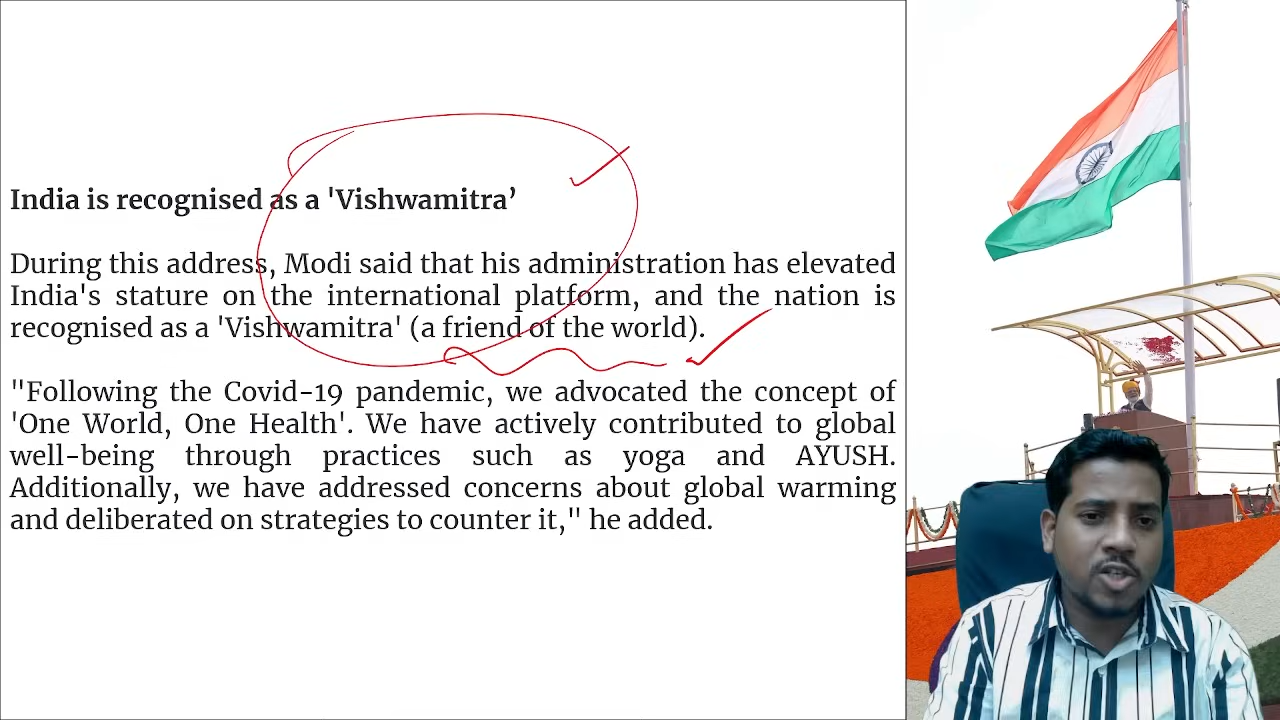 India is recognised as a 'Vishwamitra’
During this address, Modi said that his administration has elevated
India's stature on the international platform, and the nation is
recognised as a 'Vishwamitra' (a friend of the world).
"Following the Covid-19 pandemic, we advocated the concept of
'One World, One Health'. We have actively contributed to global
well-being through practices such as yoga and AYUSH.
Additionally, we have addressed concerns about global warming
and deliberated on strategies to counter it," he added.